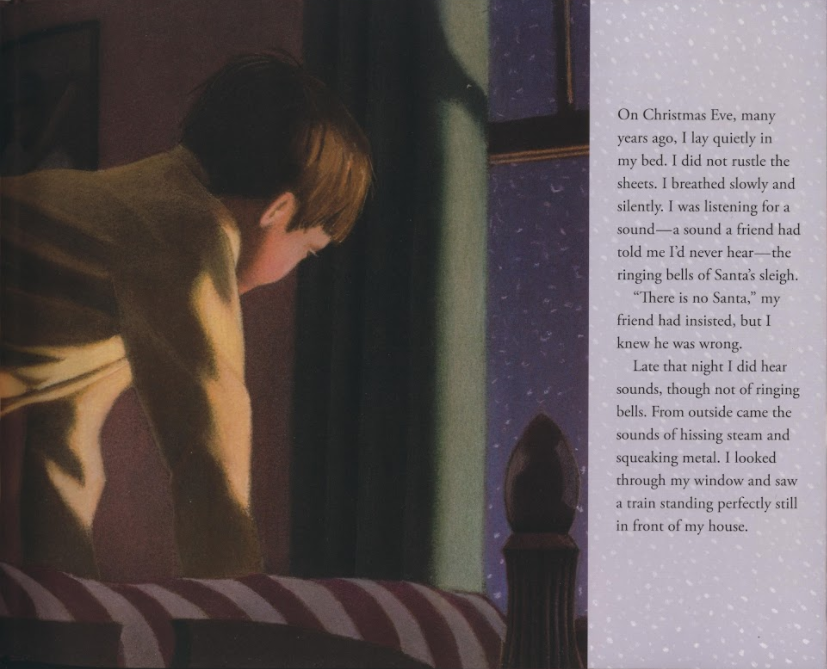 On Christmas Eve, many
years ago, I lay quietly in
my bed. I did not rustle the
sheets. I breathed slowly and
silently. I was listening for a
sound—a sound a friend had
told me I’d never hear—the
ringing bells of Santa’s sleigh.
“There is no Santa,” my
friend had insisted, but I
knew he was wrong.
Late that night I did hear
sounds, though not of ringing
bells. From outside came the
sounds of hissing steam and
squeaking metal. I looked
through my window and saw
a train standing perfectly still
in front of my house.